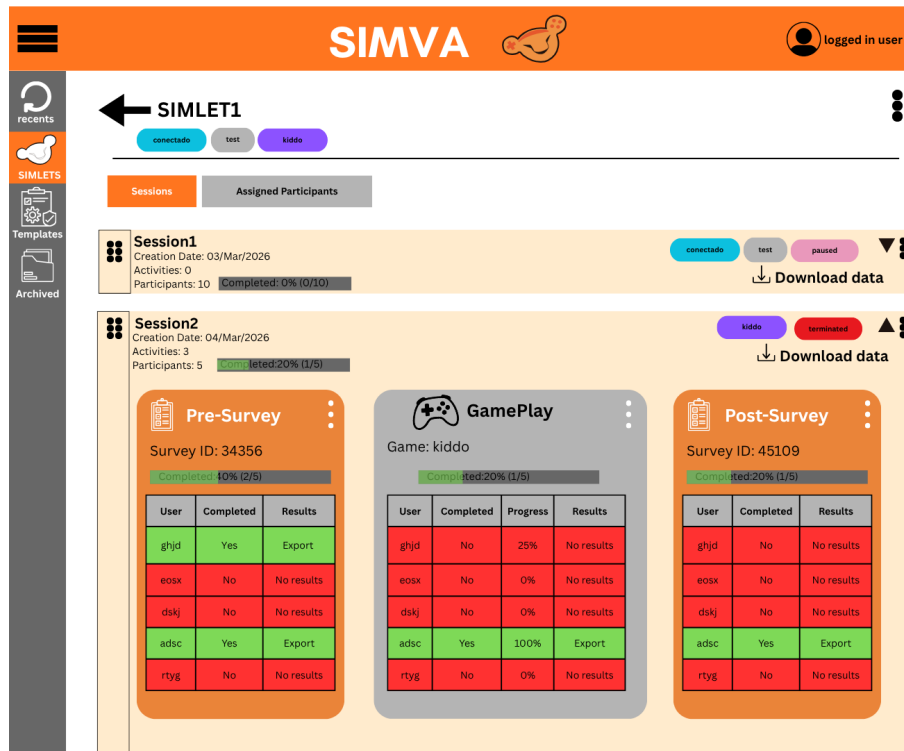 SIMVA
logged in user
recents
SIMLETS
Templates
Archived
SIMLET1
conectado test kiddo
Sessions Assigned Participants
Session1
Creation Date: 03/Mar/2026
Activities: 0
Participants: 10 Completed: 0% (0/10)
conectado test paused
Download data
Session2
Creation Date: 04/Mar/2026
Activities: 3
Participants: 5 Completed:20% (1/5)
kiddo terminated
Download data
Pre-Survey
Survey ID: 34356
Completed:40% (2/5)
User Completed Results
ghjd Yes Export
eosx No No results
dskj No No results
adsc Yes Export
rtyg No No results
GamePlay
Game: kiddo
Completed:20% (1/5)
User Completed Progress Results
ghjd No 25% No results
eosx No 0% No results
dskj No 0% No results
adsc Yes 100% Export
rtyg No 0% No results
Post-Survey
Survey ID: 45109
Completed:20% (1/5)
User Completed Results
ghjd No No results
eosx No No results
dskj No No results
adsc Yes Export
rtyg No No results